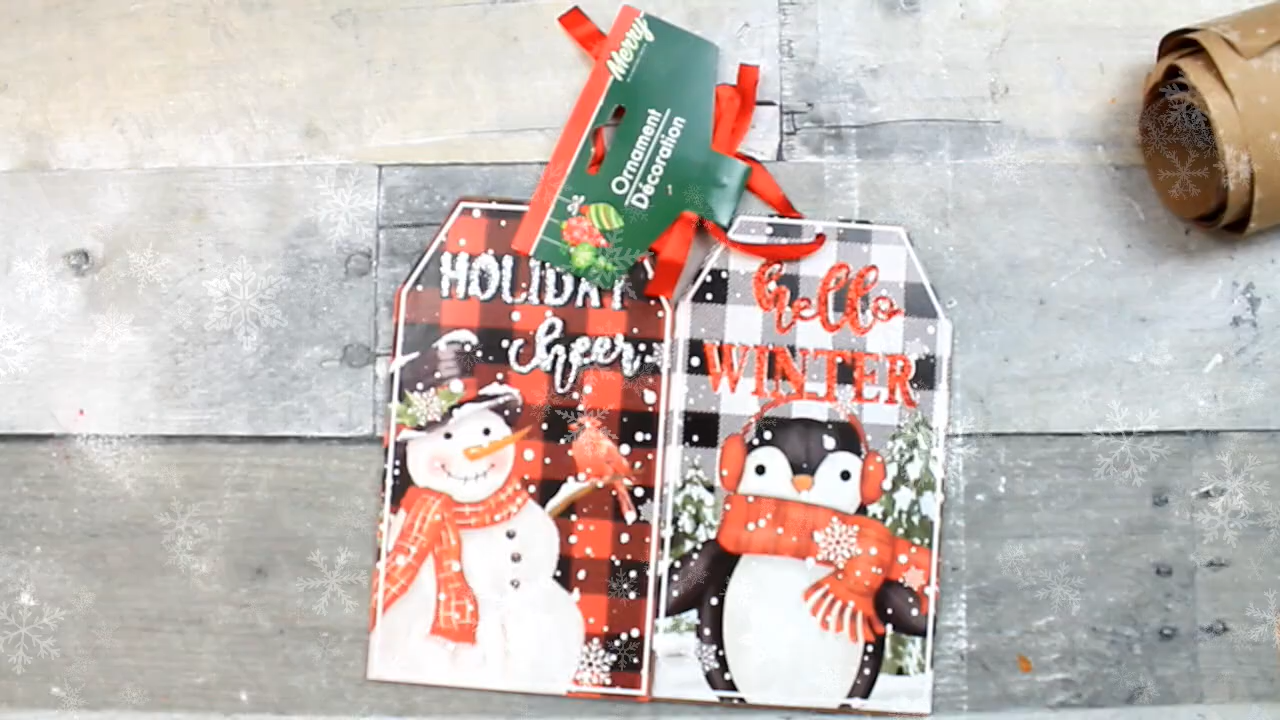 Merry
Ornament
Décoration
HOLIDAY
cheer
hello
WINTER